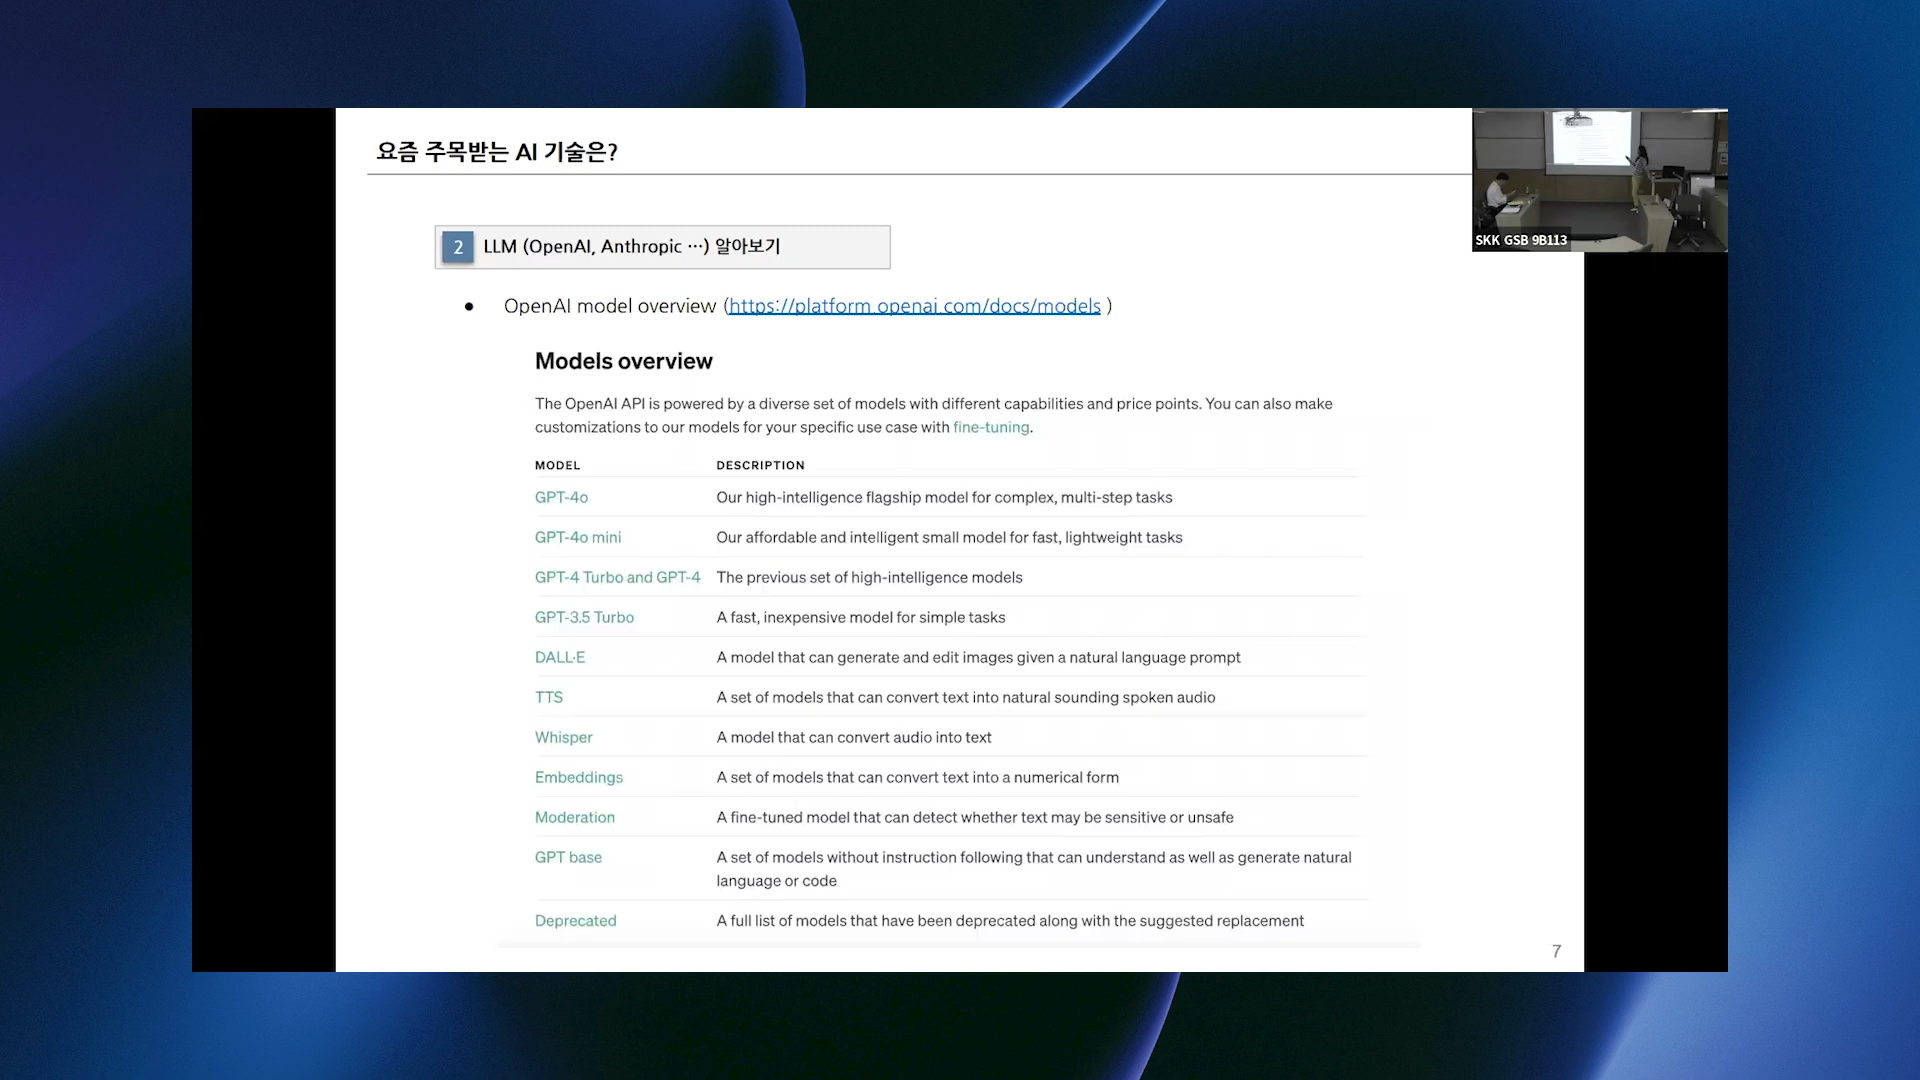 요즘 주목받는 AI 기술은?
SKK GSB 9B113
2 LLM (OpenAI, Anthropic ···) 알아보기
● OpenAI model overview (https://platform.openai.com/docs/models )
Models overview
The OpenAI API is powered by a diverse set of models with different capabilities and price points. You can also make
customizations to our models for your specific use case with fine-tuning.
MODEL DESCRIPTION
GPT-4o Our high-intelligence flagship model for complex, multi-step tasks
GPT-4o mini Our affordable and intelligent small model for fast, lightweight tasks
GPT-4 Turbo and GPT-4 The previous set of high-intelligence models
GPT-3.5 Turbo A fast, inexpensive model for simple tasks
DALL·E A model that can generate and edit images given a natural language prompt
TTS A set of models that can convert text into natural sounding spoken audio
Whisper A model that can convert audio into text
Embeddings A set of models that can convert text into a numerical form
Moderation A fine-tuned model that can detect whether text may be sensitive or unsafe
GPT base A set of models without instruction following that can understand as well as generate natural
language or code
Deprecated A full list of models that have been deprecated along with the suggested replacement
7